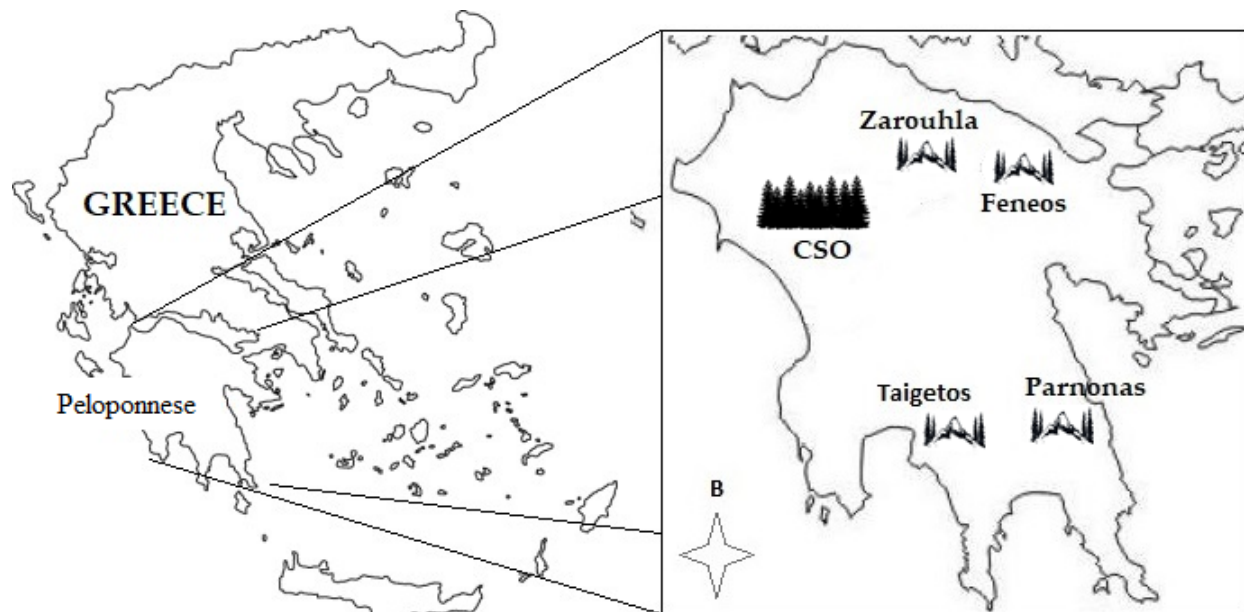 GREECE
Peloponnese
Zarouhla
Feneos
CSO
Taigetos
Parnonas
B